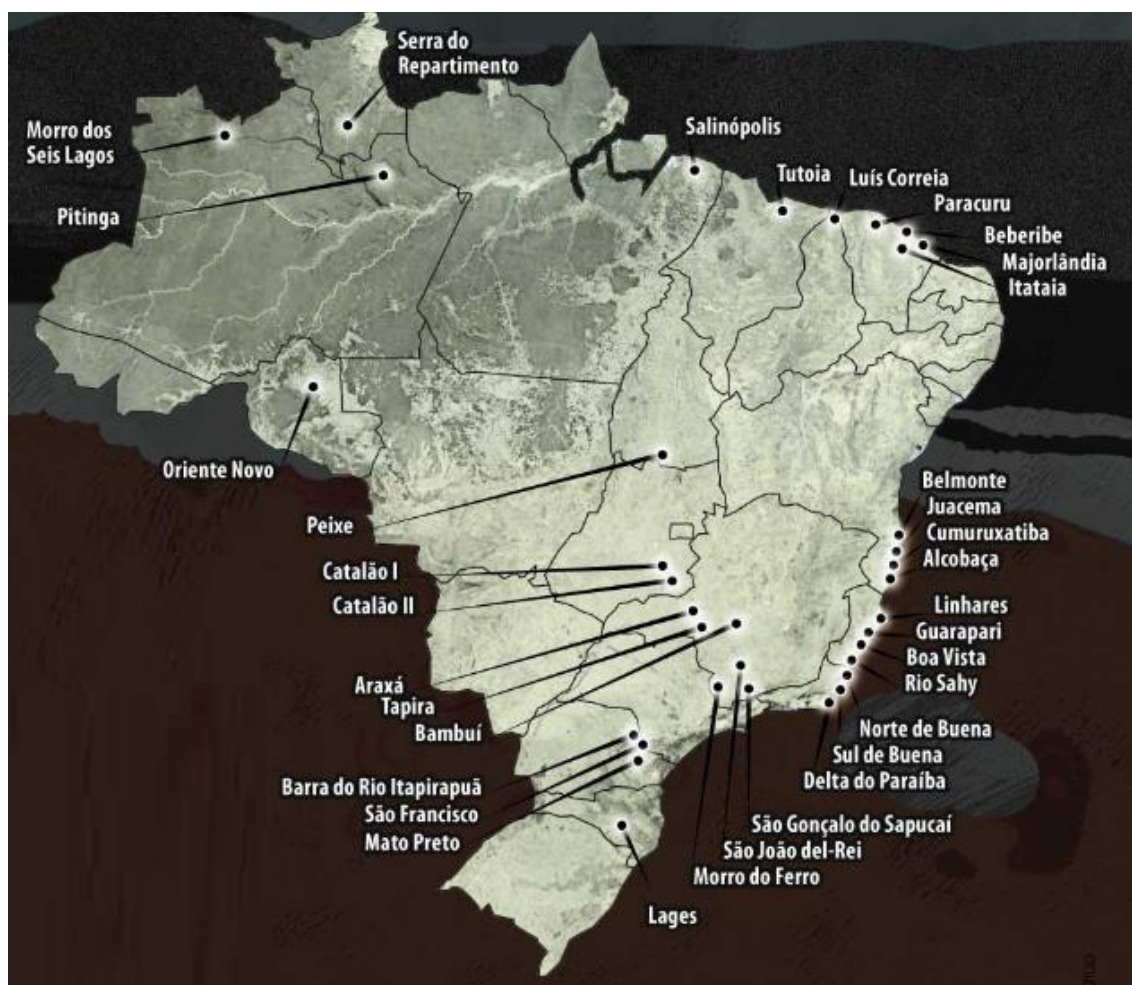 Serra do
Repartimento
Morro dos
Seis Lagos
Pitinga
Salinópolis
Tutoia
Luís Correia
Paracuru
Beberibe
Majorlândia
Itataia
Oriente Novo
Peixe
Catalão I
Catalão II
Araxá
Tapira
Bambuí
Belmonte
Juacema
Cumuruxatiba
Alcobaça
Linhares
Guarapari
Boa Vista
Rio Sahy
Norte de Buena
Sul de Buena
Delta do Paraíba
Barra do Rio Itapirapuã
São Francisco
Mato Preto
São Gonçalo do Sapucaí
São João del-Rei
Morro do Ferro
Lages